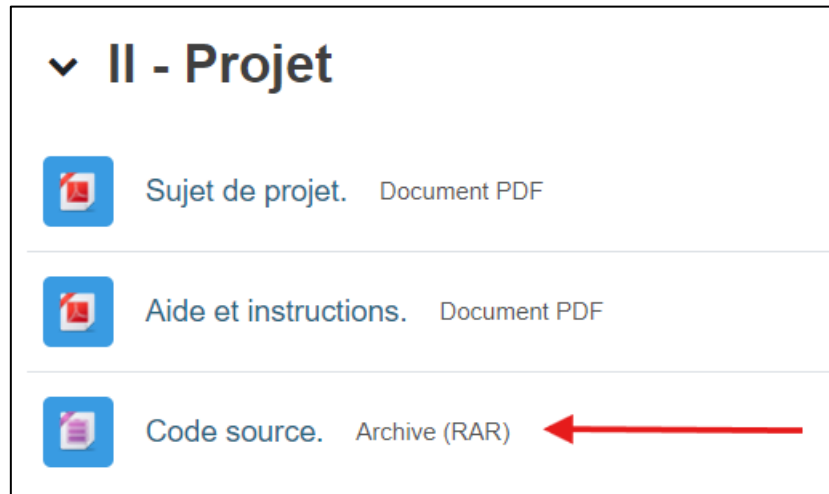 II - Projet
Sujet de projet. Document PDF
Aide et instructions. Document PDF
Code source. Archive (RAR)